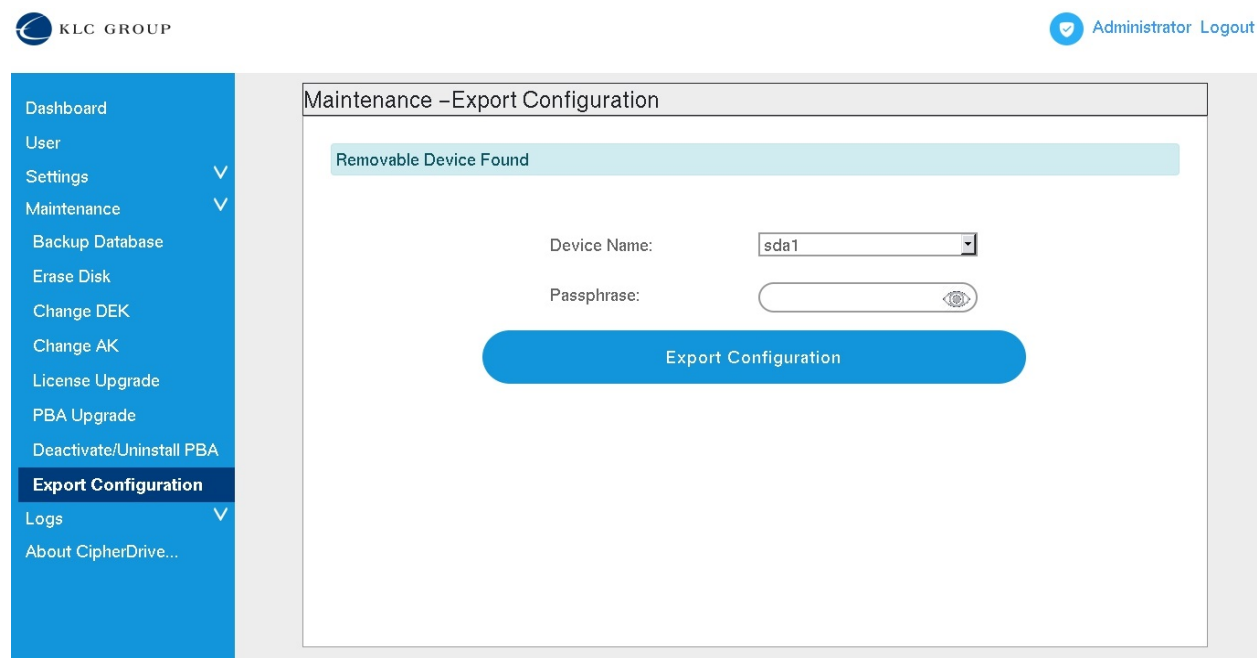 KLC GROUP
Administrator Logout
Dashboard
User
Settings
Maintenance
Backup Database
Erase Disk
Change DEK
Change AK
License Upgrade
PBA Upgrade
Deactivate/Uninstall PBA
Export Configuration
Logs
About CipherDrive...
Maintenance –Export Configuration
Removable Device Found
Device Name: sda1
Passphrase:
Export Configuration